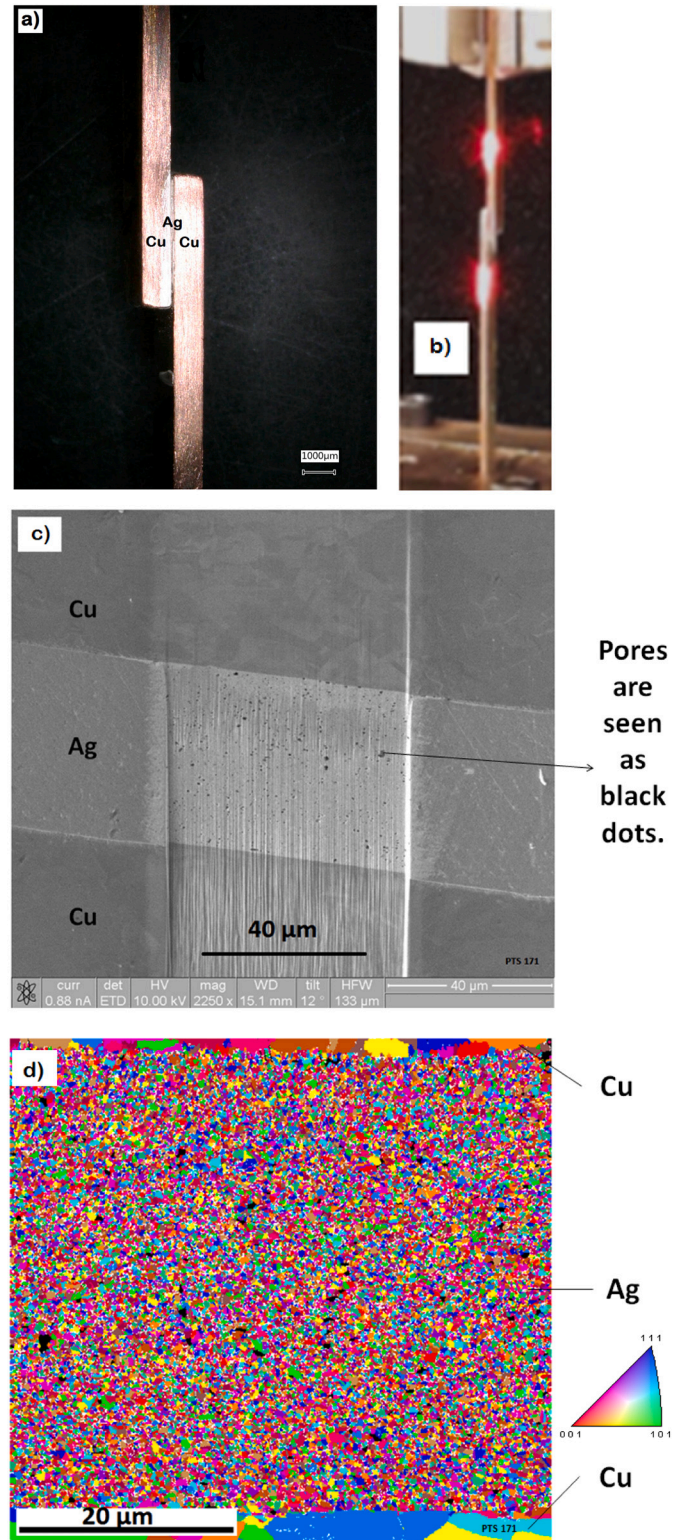 a)
Ag
Cu Cu
1000µm
b)
c)
Cu
Ag
Cu
40 µm
PTS 171
Pores
are
seen
as
black
dots.
curr det HV mag WD tilt HFW
40 µm
0.88 nA ETD 10.00 kV 2250 x 15.1 mm 12 ° 133 µm
d)
Cu
Ag
111
001 101
Cu
20 µm
PTS 171